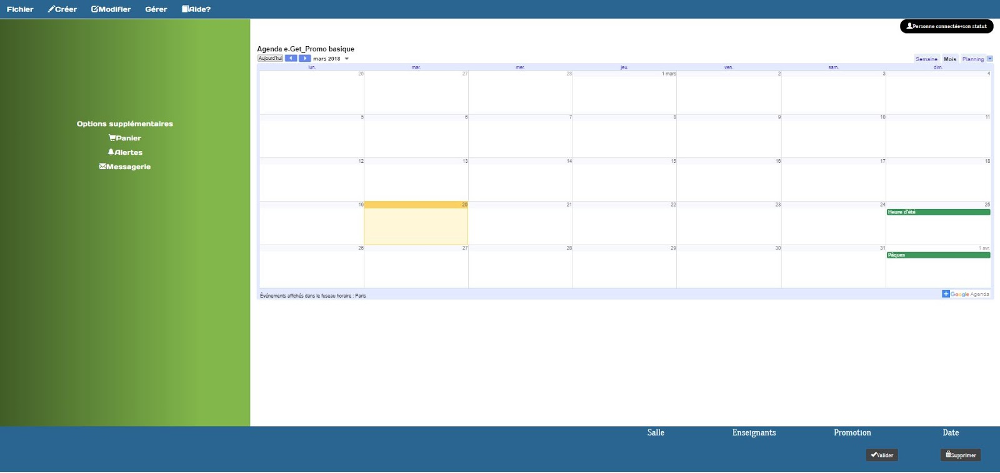 Fichier Créer Modifier Gérer Aide?
Personne connectée+son statut
Agenda e-Get_Promo basique
Aujourd'hui mars 2018 Semaine Mois Planning
lun. mar. mer. jeu. ven. sam. dim.
26 27 28 1 mars 2 3 4
5 6 7 8 9 10 11
Options supplémentaires
Panier
Alertes
Messagerie
12 13 14 15 16 17 18
19 20 21 22 23 24 25
Heure d'été
26 27 28 29 30 31 1 avr.
Pâques
Événements affichés dans le fuseau horaire : Paris
Google Agenda
Salle Enseignants Promotion Date
Valider Supprimer